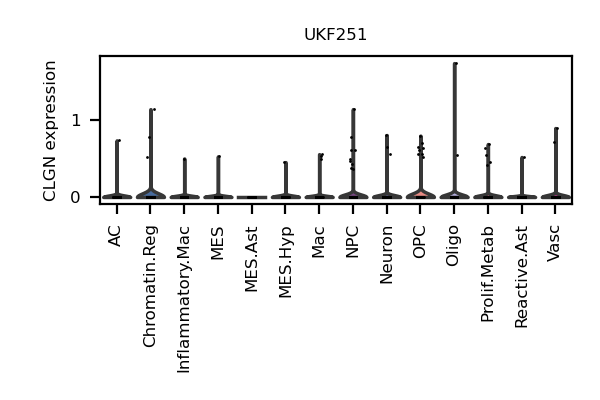 UKF251
CLGN expression
1
0
AC
Chromatin.Reg
Inflammatory.Mac
MES
MES.Ast
MES.Hyp
Mac
NPC
Neuron
OPC
Oligo
Prolif.Metab
Reactive.Ast
Vasc